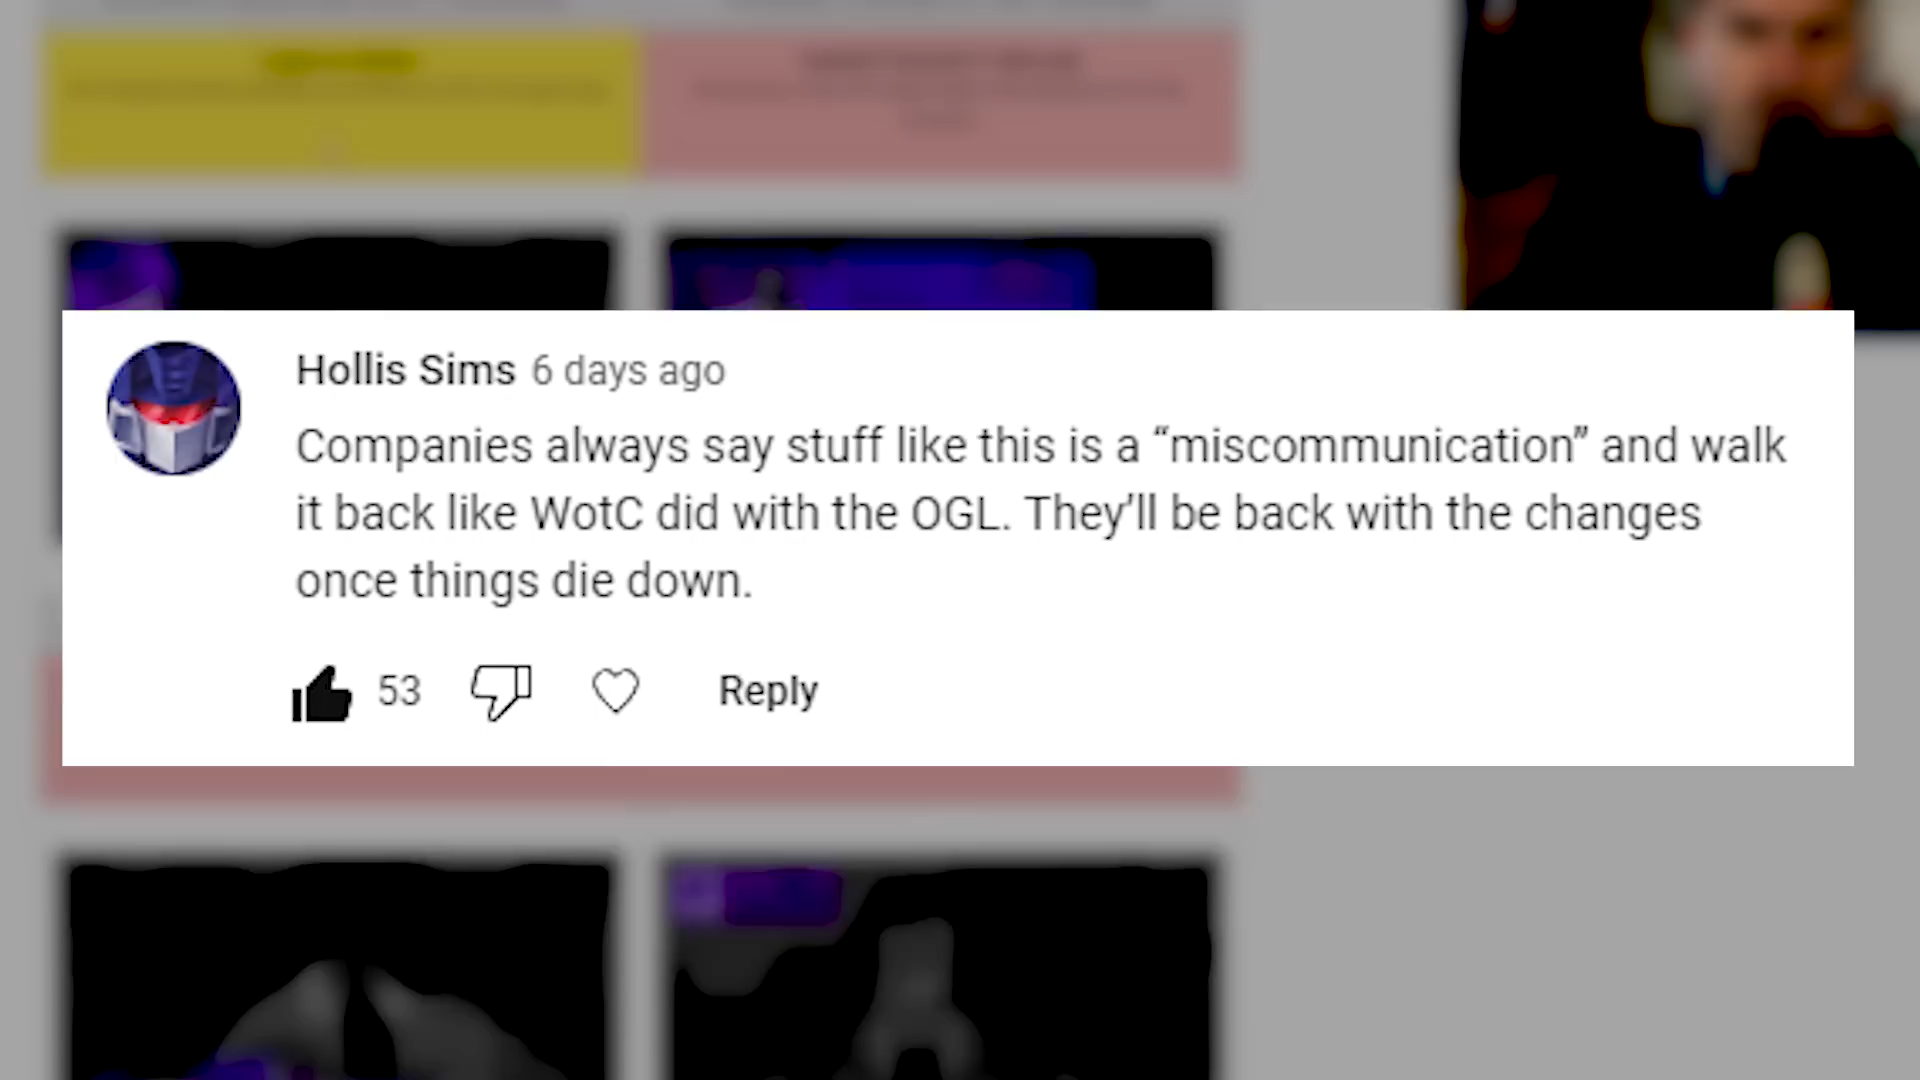 Hollis Sims 6 days ago
Companies always say stuff like this is a “miscommunication” and walk
it back like WotC did with the OGL. They’ll be back with the changes
once things die down.
53 Reply